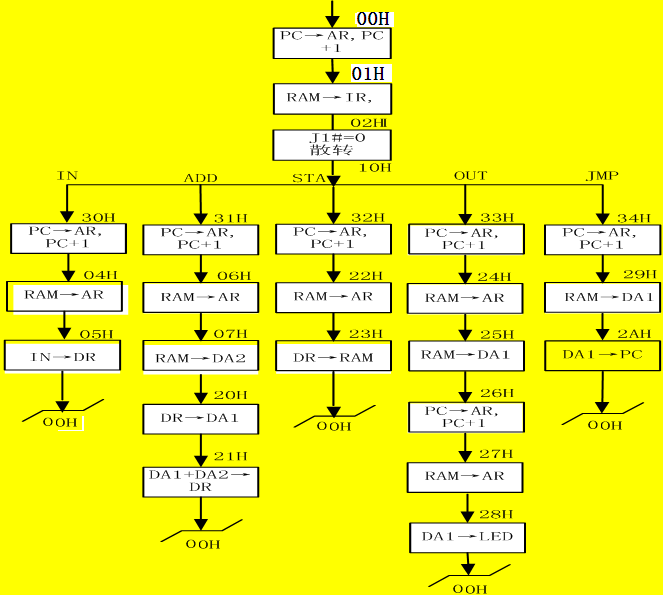 00H
PC→AR, PC
+1
01H
RAM→IR,
02H
J1#=0
散转
10H
IN
ADD
STA
OUT
JMP
30H
31H
32H
33H
34H
PC→AR,
PC+1
PC→AR,
PC+1
PC→AR,
PC+1
PC→AR,
PC+1
PC→AR,
PC+1
04H
06H
22H
24H
29H
RAM→AR
RAM→AR
RAM→AR
RAM→AR
RAM→DA1
05H
07H
23H
25H
2AH
IN→DR
RAM→DA2
DR→RAM
RAM→DA1
DA1→PC
20H
26H
00H
DR→DA1
00H
PC→AR,
PC+1
00H
21H
27H
DA1+DA2→
DR
RAM→AR
28H
00H
DA1→LED
00H